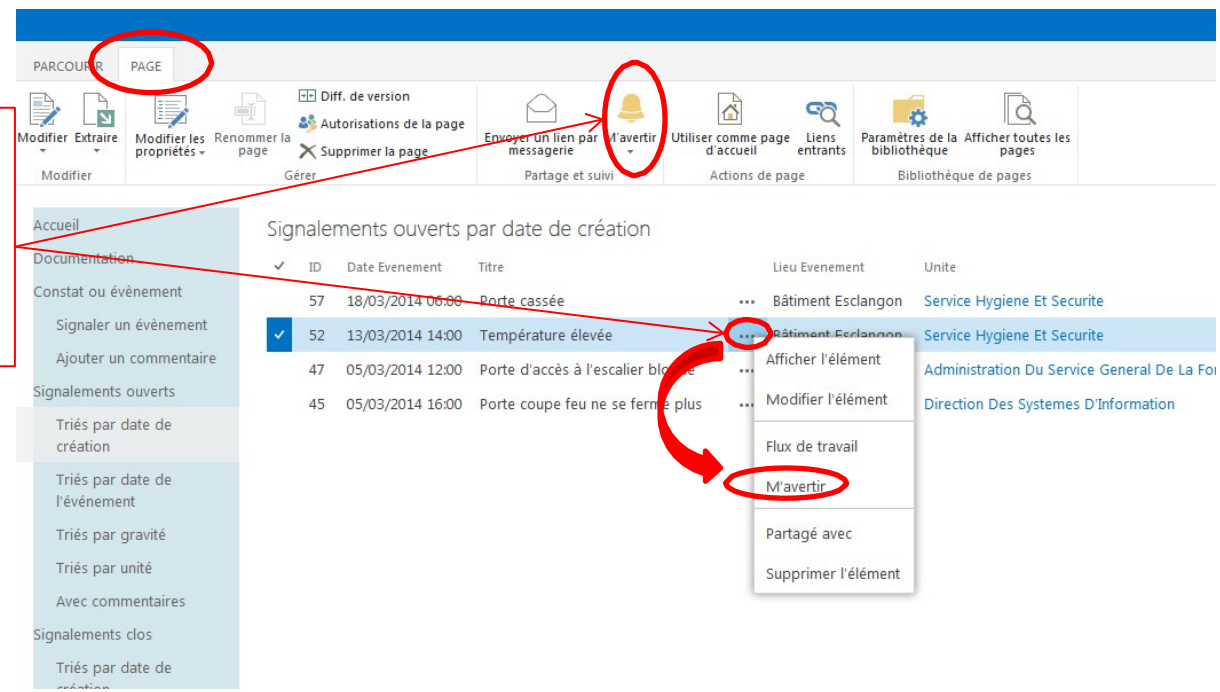 PARCOURIR PAGE
Diff. de version
Autorisations de la page
Supprimer la page
Modifier Extraire Modifier les propriétés Renommer la page Envoyer un lien par messagerie M'avertir Utiliser comme page d'accueil Liens entrants Paramètres de la bibliothèque Afficher toutes les pages
Modifier Gérer Partage et suivi Actions de page Bibliothèque de pages
Accueil
Documentation
Constat ou évènement
Signaler un évènement
Ajouter un commentaire
Signalements ouverts
Triés par date de
création
Triés par date de
l'événement
Triés par gravité
Triés par unité
Avec commentaires
Signalements clos
Triés par date de
création
Signalements ouverts par date de création
ID Date Evenement Titre Lieu Evenement Unite
57 18/03/2014 06:00 Porte cassée ... Bâtiment Esclangon Service Hygiene Et Securite
52 13/03/2014 14:00 Température élevée ... Bâtiment Esclangon Service Hygiene Et Securite
47 05/03/2014 12:00 Porte d'accès à l'escalier ... Administration Du Service General De La
45 05/03/2014 16:00 Porte coupe feu ne se ferme plus ... Direction Des Systemes D'Information
Afficher l'élément
Modifier l'élément
Flux de travail
M'avertir
Partagé avec
Supprimer l'élément